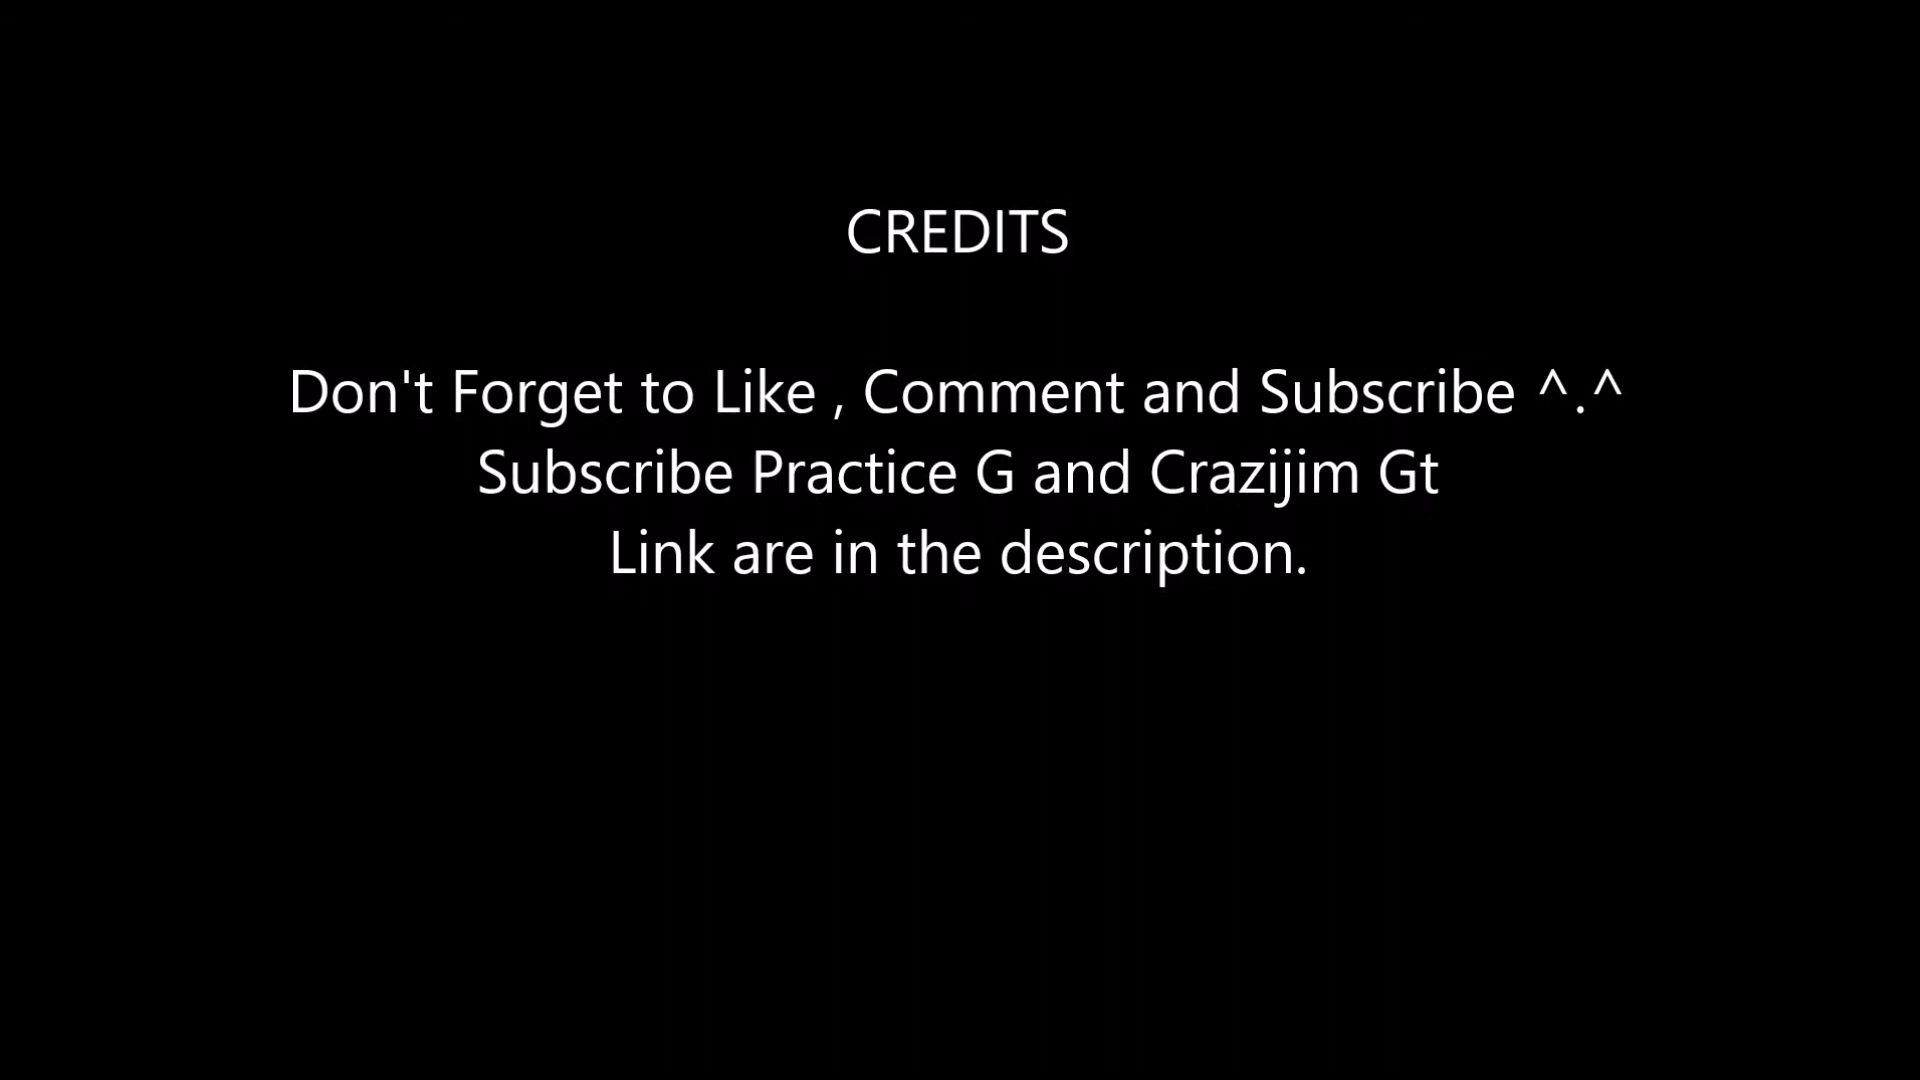 CREDITS
Don't Forget to Like , Comment and Subscribe ^.^
Subscribe Practice G and Crazijim Gt
Link are in the description.